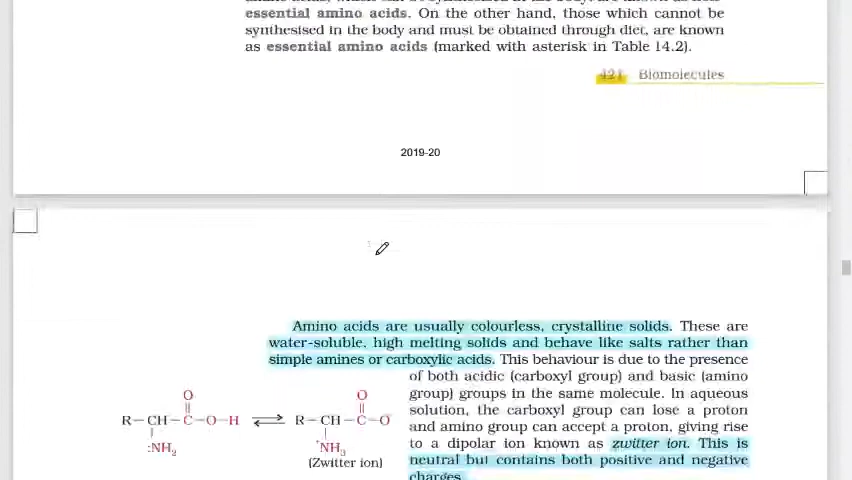 essential amino acids. On the other hand, those which cannot be
synthesised in the body and must be obtained through diet, are known
as essential amino acids (marked with asterisk in Table 14.2).
421 Biomolecules
2019-20
Amino acids are usually colourless, crystalline solids. These are
water-soluble, high melting solids and behave like salts rather than
simple amines or carboxylic acids. This behaviour is due to the presence
of both acidic (carboxyl group) and basic (amino
group) groups in the same molecule. In aqueous
solution, the carboxyl group can lose a proton
and amino group can accept a proton, giving rise
to a dipolar ion known as zwitter ion. This is
neutral but contains both positive and negative
charges.
O O
R–CH–C–O–H ⇌ R–CH–C–O
:NH2 +NH3
(Zwitter ion)